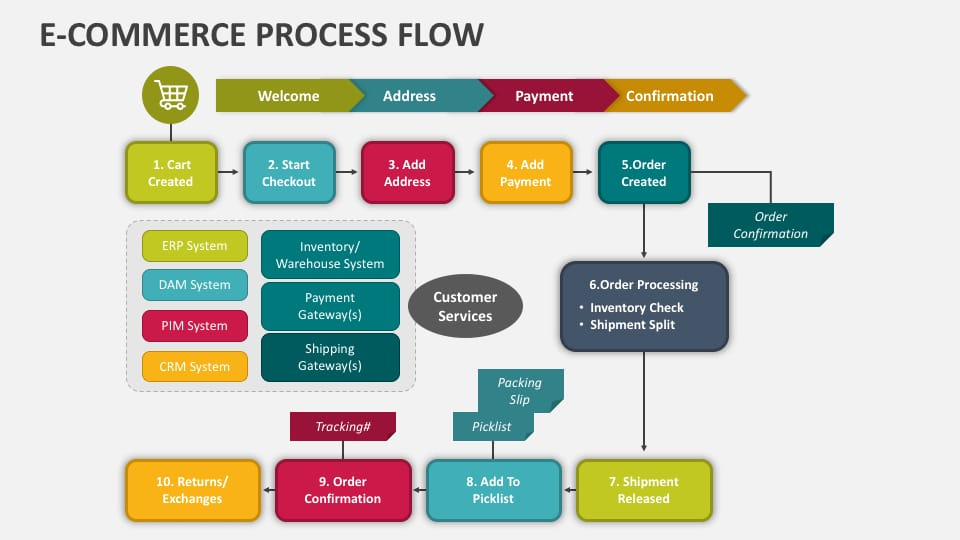 E-COMMERCE PROCESS FLOW
Welcome
Address
Payment
Confirmation
1. Cart
Created
2. Start
Checkout
3. Add
Address
4. Add
Payment
5.Order
Created
Order
Confirmation
ERP System
DAM System
PIM System
CRM System
Inventory/
Warehouse System
Payment
Gateway(s)
Shipping
Gateway(s)
Customer
Services
6.Order Processing
• Inventory Check
• Shipment Split
Packing
Slip
Picklist
Tracking#
10. Returns/
Exchanges
9. Order
Confirmation
8. Add To
Picklist
7. Shipment
Released